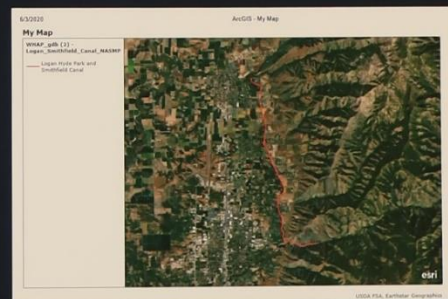 6/3/2020
ArcGIS - My Map
My Map
WHAP_gdb (2) -
Logan_Smithfield_Canal_NASMP
Logan Hyde Park and
Smithfield Canal
esri
USDA FSA, Earthstar Geographics